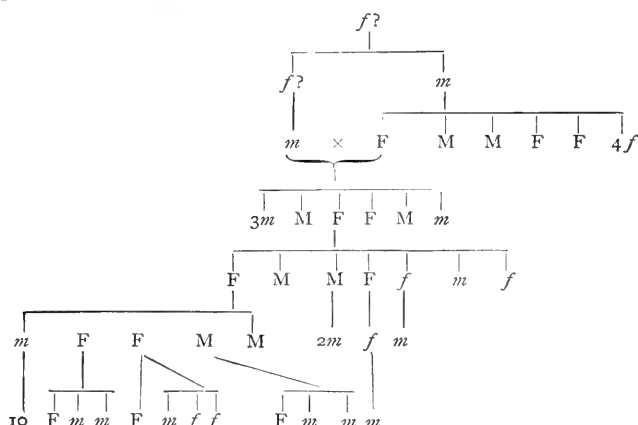 f?
f? m
m × F M M F F 4f
3m M F F M m
F M M F f m f
m F F M M 2m f m
10 F m m F m f f F m m m